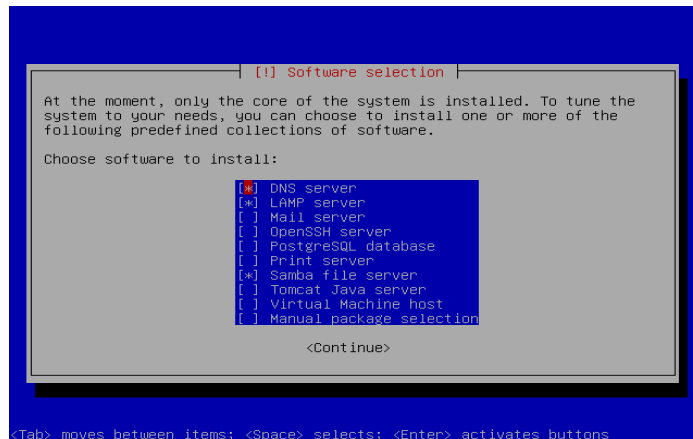 [!] Software selection
At the moment, only the core of the system is installed. To tune the
system to your needs, you can choose to install one or more of the
following predefined collections of software.
Choose software to install:
[*] DNS server
[*] LAMP server
[ ] Mail server
[ ] OpenSSH server
[ ] PostgreSQL database
[ ] Print server
[*] Samba file server
[ ] Tomcat Java server
[ ] Virtual Machine host
[ ] Manual package selection
<Continue>
<Tab> moves between items; <Space> selects; <Enter> activates buttons